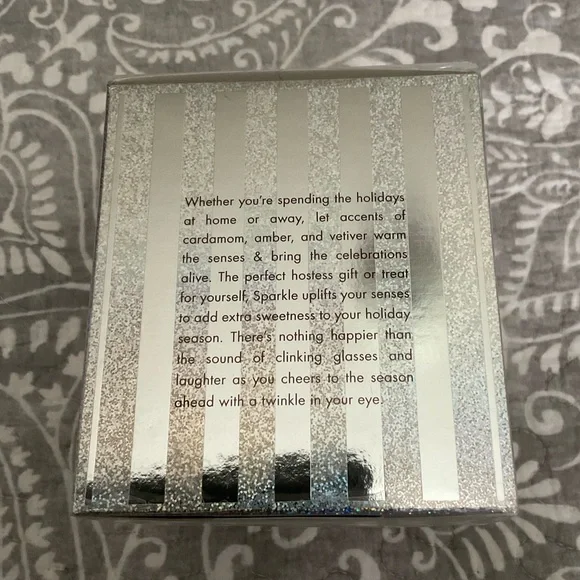 Whether you're spending the holidays
at home or away, let accents of
cardamom, amber, and vetiver warm
the senses & bring the celebrations
alive. The perfect hostess gift or treat
for yourself, Sparkle uplifts your senses
to add extra sweetness to your holiday
season. There's nothing happier than
the sound of clinking glasses and
laughter as you cheers to the season
ahead with a twinkle in your eye.